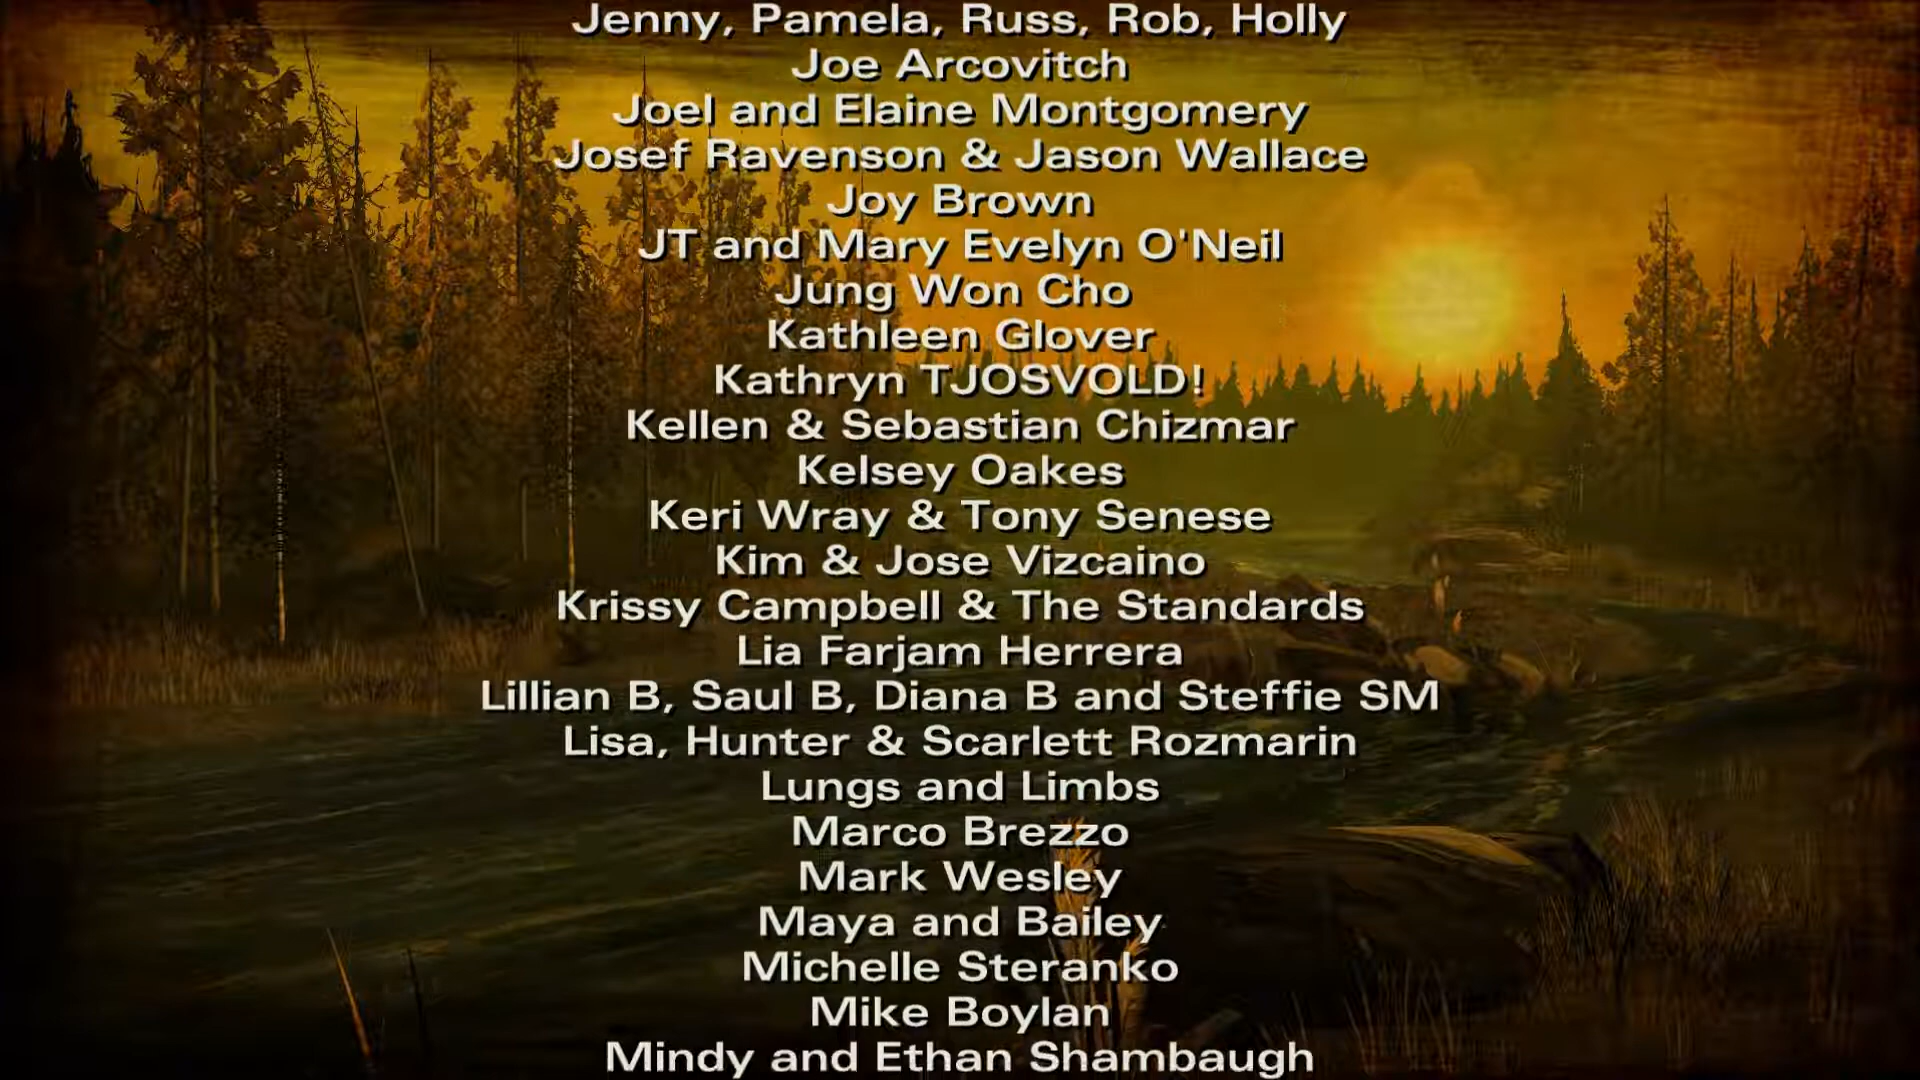 Jenny, Pamela, Russ, Rob, Holly
Joe Arcovitch
Joel and Elaine Montgomery
Josef Ravenson & Jason Wallace
Joy Brown
JT and Mary Evelyn O'Neil
Jung Won Cho
Kathleen Glover
Kathryn TJOSVOLD!
Kellen & Sebastian Chizmar
Kelsey Oakes
Keri Wray & Tony Senese
Kim & Jose Vizcaino
Krissy Campbell & The Standards
Lia Farjam Herrera
Lillian B, Saul B, Diana B and Steffie SM
Lisa, Hunter & Scarlett Rozmarin
Lungs and Limbs
Marco Brezzo
Mark Wesley
Maya and Bailey
Michelle Steranko
Mike Boylan
Mindy and Ethan Shambaugh